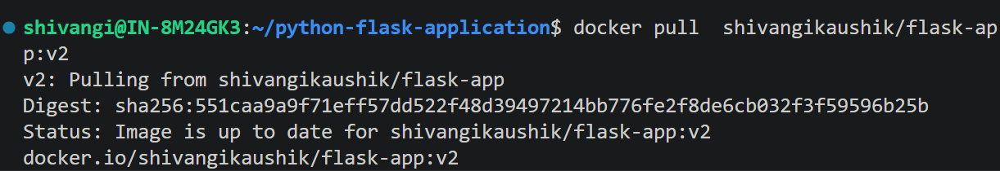 shivangi@IN-8M24GK3:~/python-flask-application$ docker pull  shivangikaushik/flask-ap
p:v2
v2: Pulling from shivangikaushik/flask-app
Digest: sha256:551caa9a9f71eff57dd522f48d39497214bb776fe2f8de6cb032f3f59596b25b
Status: Image is up to date for shivangikaushik/flask-app:v2
docker.io/shivangikaushik/flask-app:v2